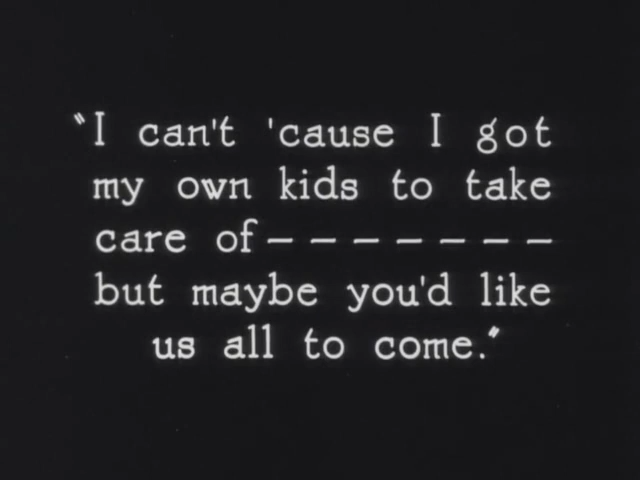 "I can't 'cause I got
my own kids to take
care of – – – – – – –
but maybe you'd like
us all to come."